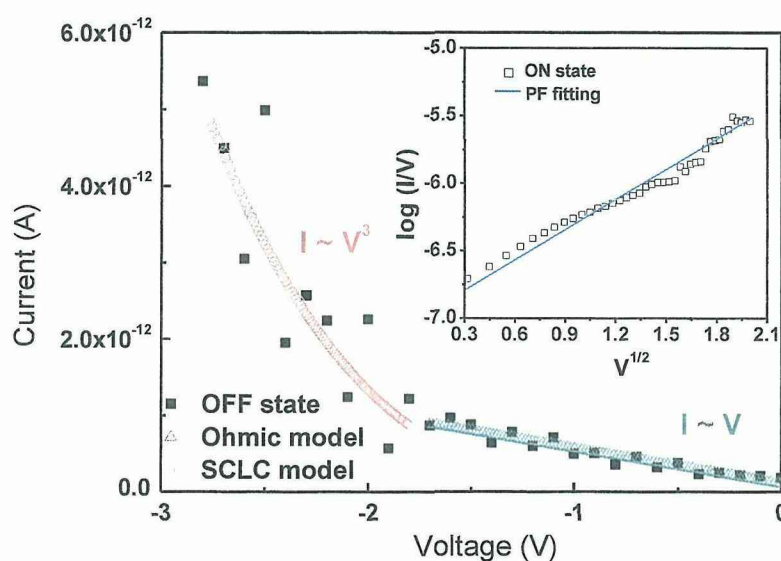 6.0x10⁻¹²
4.0x10⁻¹²
2.0x10⁻¹²
0.0
Current (A)
-3
-2
-1
0
Voltage (V)
I ~ V³
I ~ V
OFF state
Ohmic model
SCLC model
-5.0
-5.5
-6.0
-6.5
-7.0
log (I/V)
0.3 0.6 0.9 1.2 1.5 1.8 2.1
V¹/²
ON state
PF fitting